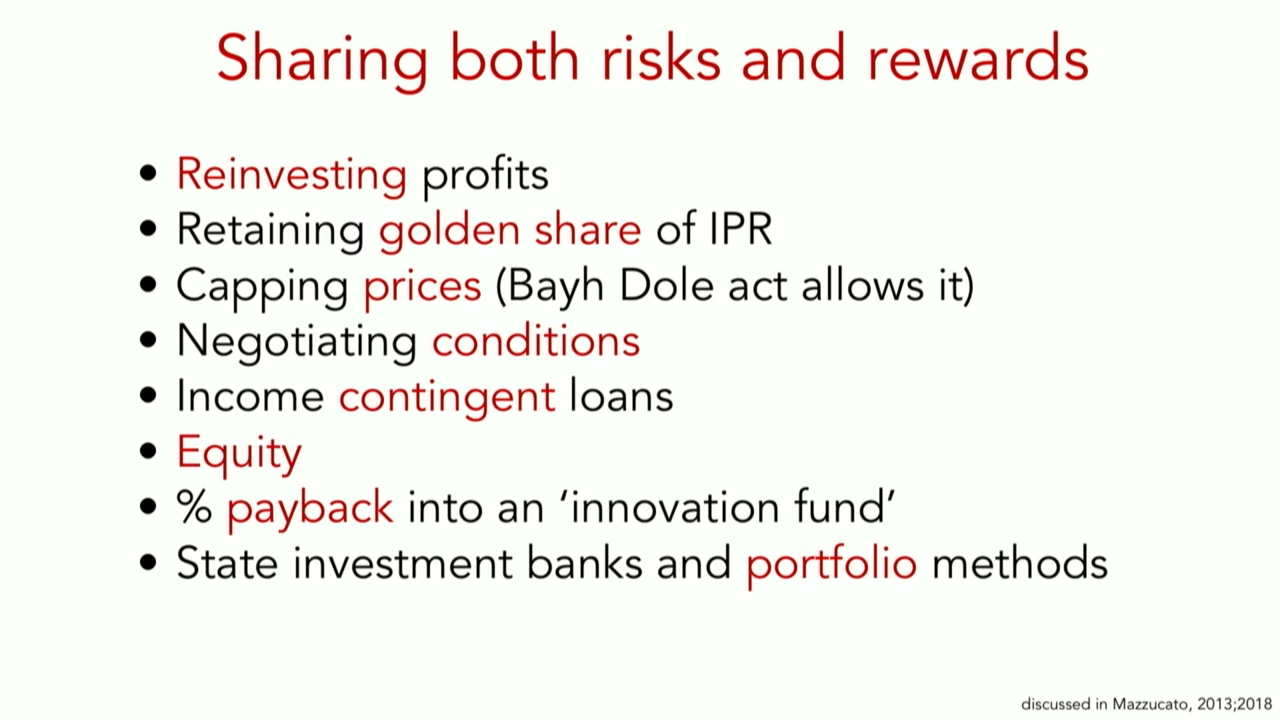 Sharing both risks and rewards
• Reinvesting profits
• Retaining golden share of IPR
• Capping prices (Bayh Dole act allows it)
• Negotiating conditions
• Income contingent loans
• Equity
• % payback into an ‘innovation fund’
• State investment banks and portfolio methods
discussed in Mazzucato, 2013;2018